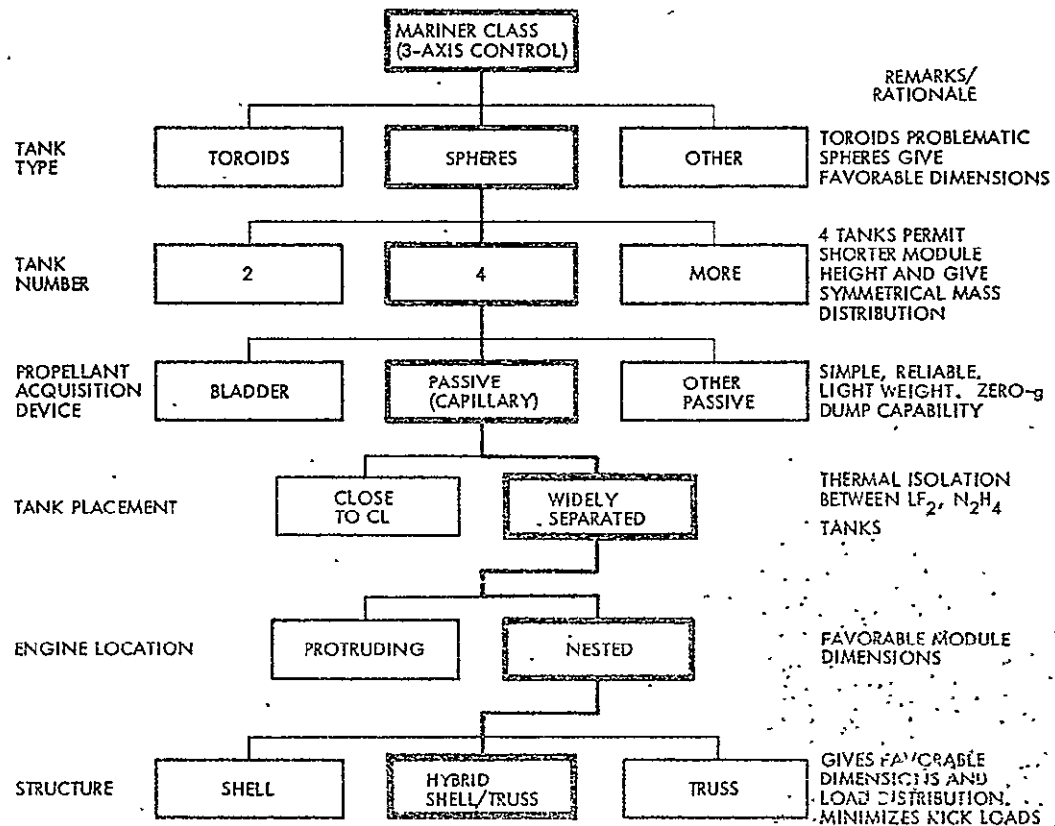 MARINER CLASS
(3-AXIS CONTROL)
REMARKS/
RATIONALE
TANK
TYPE
TOROIDS
SPHERES
OTHER
TOROIDS PROBLEMATIC
SPHERES GIVE
FAVORABLE DIMENSIONS
TANK
NUMBER
2
4
MORE
4 TANKS PERMIT
SHORTER MODULE
HEIGHT AND GIVE
SYMMETRICAL MASS
DISTRIBUTION
PROPELLANT
ACQUISITION
DEVICE
BLADDER
PASSIVE
(CAPILLARY)
OTHER
PASSIVE
SIMPLE, RELIABLE.
LIGHT WEIGHT. ZERO-g
DUMP CAPABILITY
TANK PLACEMENT
CLOSE
TO CL
WIDELY
SEPARATED
THERMAL ISOLATION
BETWEEN LF2, N2H4
TANKS
ENGINE LOCATION
PROTRUDING
NESTED
FAVORABLE MODULE
DIMENSIONS
STRUCTURE
SHELL
HYBRID
SHELL/TRUSS
TRUSS
GIVES FAVORABLE
DIMENSIONS AND
LOAD DISTRIBUTION.
MINIMIZES KICK LOADS